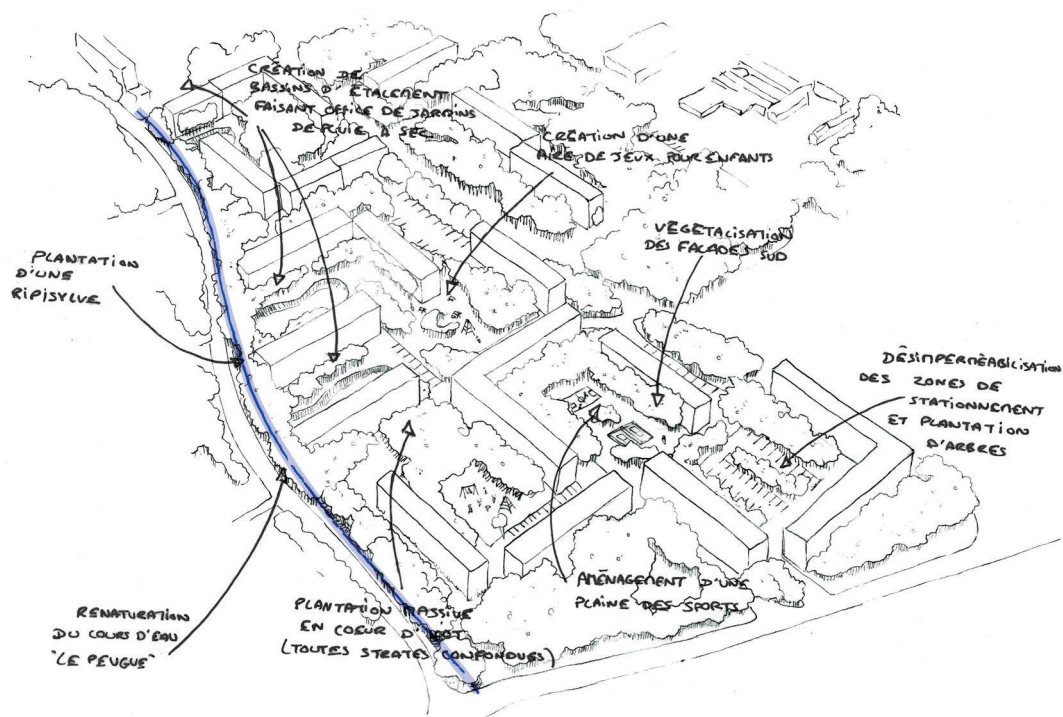 CRÉATION DE
BASSINS D'ÉTALEMENT
FAISANT OFFICE DE JARDINS
DE PLUIE A SEC
CRÉATION D'UNE
AIRE DE JEUX POUR ENFANTS
VÉGÉTALISATION
DES FACADES SUD
PLANTATION
D'UNE
RIPISYLVE
DÉSIMPERMÉABILISATION
DES ZONES DE
STATIONNEMENT
ET PLANTATION
D'ARBRES
RENATURATION
DU COURS D'EAU
"LE PEUGUE"
PLANTATION MASSIVE
EN COEUR D'ILOT
(TOUTES STRATES CONFONDUES)
AMÉNAGEMENT D'UNE
PLAINE DES SPORTS